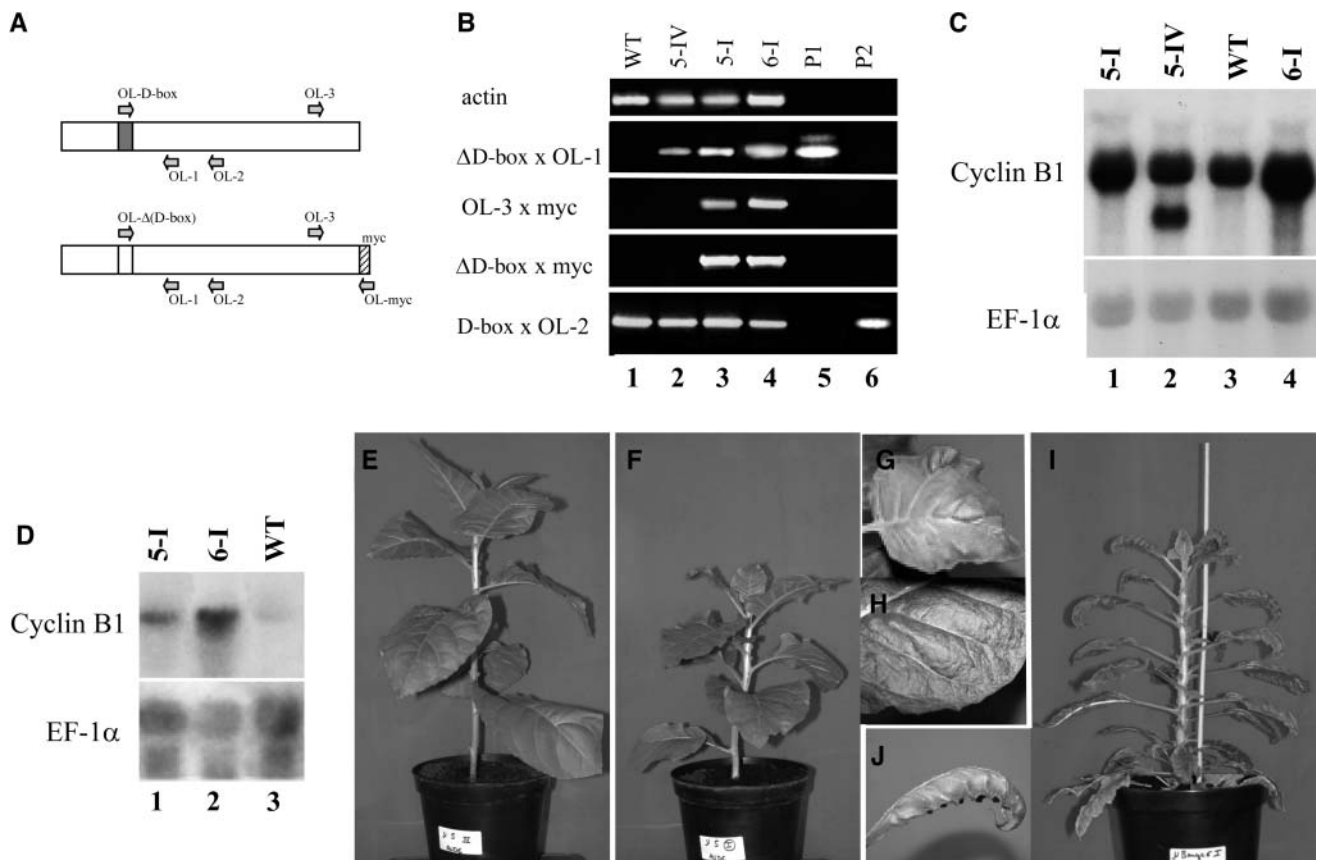 A
OL-D-box
OL-3
OL-1
OL-2
OL-Δ(D-box)
OL-3
myc
OL-1
OL-2
OL-myc
B
WT
5-IV
5-I
6-I
P1
P2
actin
ΔD-box x OL-1
OL-3 x myc
ΔD-box x myc
D-box x OL-2
1 2 3 4 5 6
C
5-I
5-IV
WT
6-I
Cyclin B1
EF-1α
1 2 3 4
D
5-I
6-I
WT
Cyclin B1
EF-1α
1 2 3
E
F
G
H
I
J